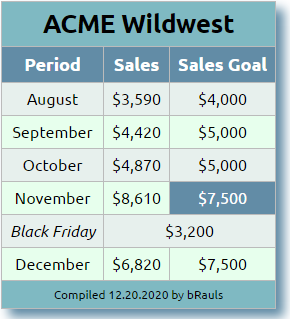 ACME Wildwest
Period Sales Sales Goal
August $3,590 $4,000
September $4,420 $5,000
October $4,870 $5,000
November $8,610 $7,500
Black Friday $3,200
December $6,820 $7,500
Compiled 12.20.2020 by bRauls